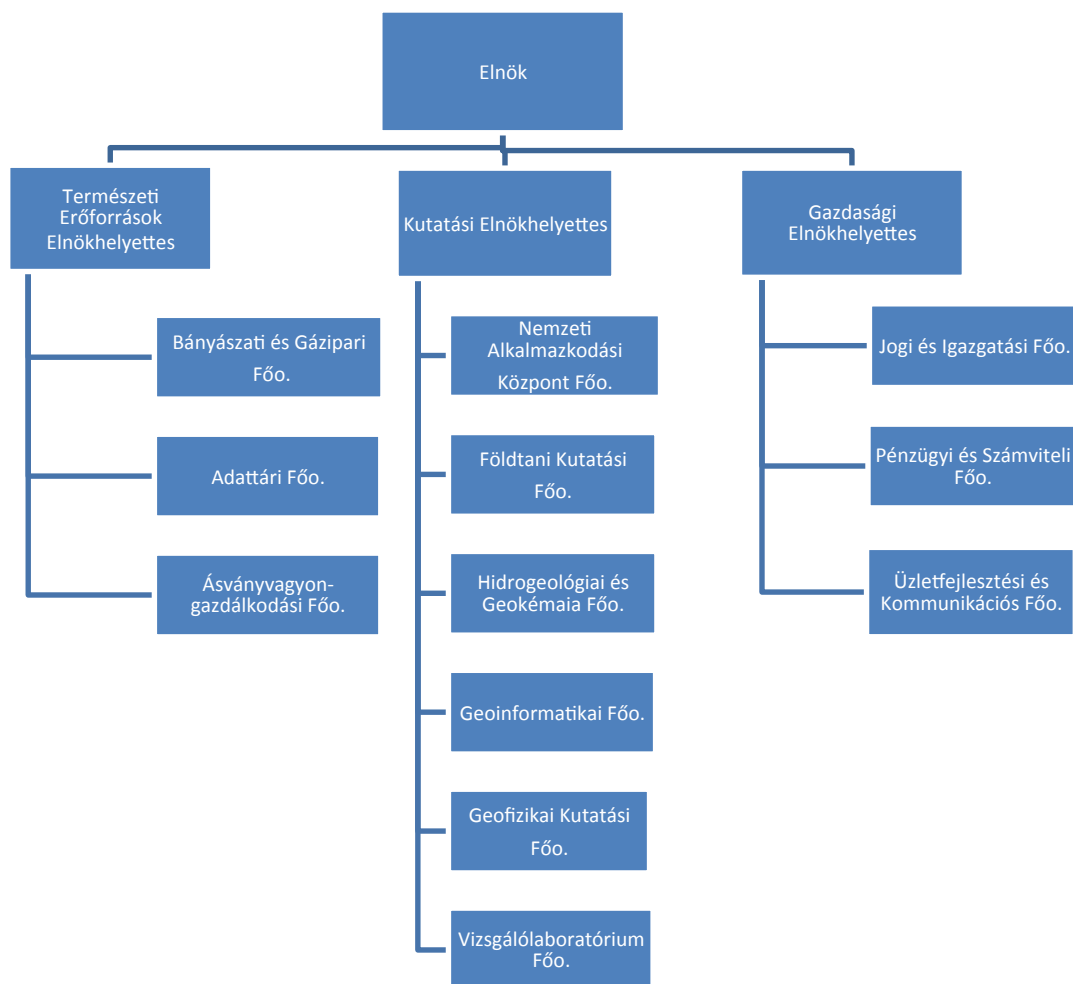 Elnök
Természeti
Erőforrások
Elnökhelyettes
Bányászati és Gázipari
Főo.
Adattári Főo.
Ásványvagyon-
gazdálkodási Főo.
Kutatási Elnökhelyettes
Nemzeti
Alkalmazkodási
Központ Főo.
Földtani Kutatási
Főo.
Hidrogeológiai és
Geokémaia Főo.
Geoinformatikai Főo.
Geofizikai Kutatási
Főo.
Vizsgálólaboratórium
Főo.
Gazdasági
Elnökhelyettes
Jogi és Igazgatási Főo.
Pénzügyi és Számviteli
Főo.
Üzletfejlesztési és
Kommunikációs Főo.